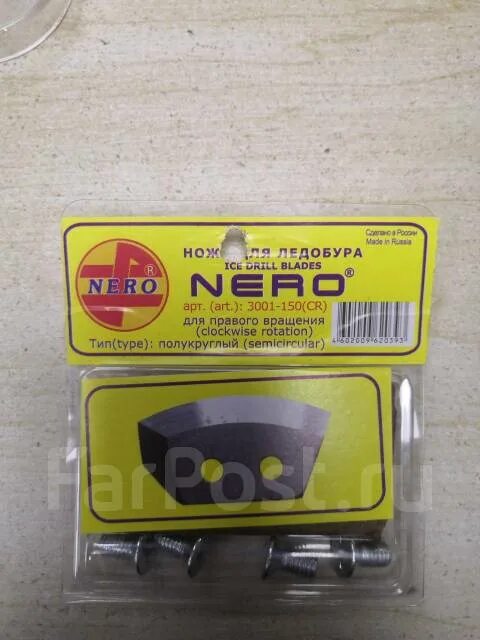 Сделано в России
Made in Russia
НОЖИ ДЛЯ ЛЕДОБУРА
ICE DRILL BLADES
NERO ®
NERO®
арт. (art.): 3001-150(CR)
для правого вращения
(clockwise rotation)
Тип(type): полукруглый (semicircular)
4602009620393
FarPost.ru